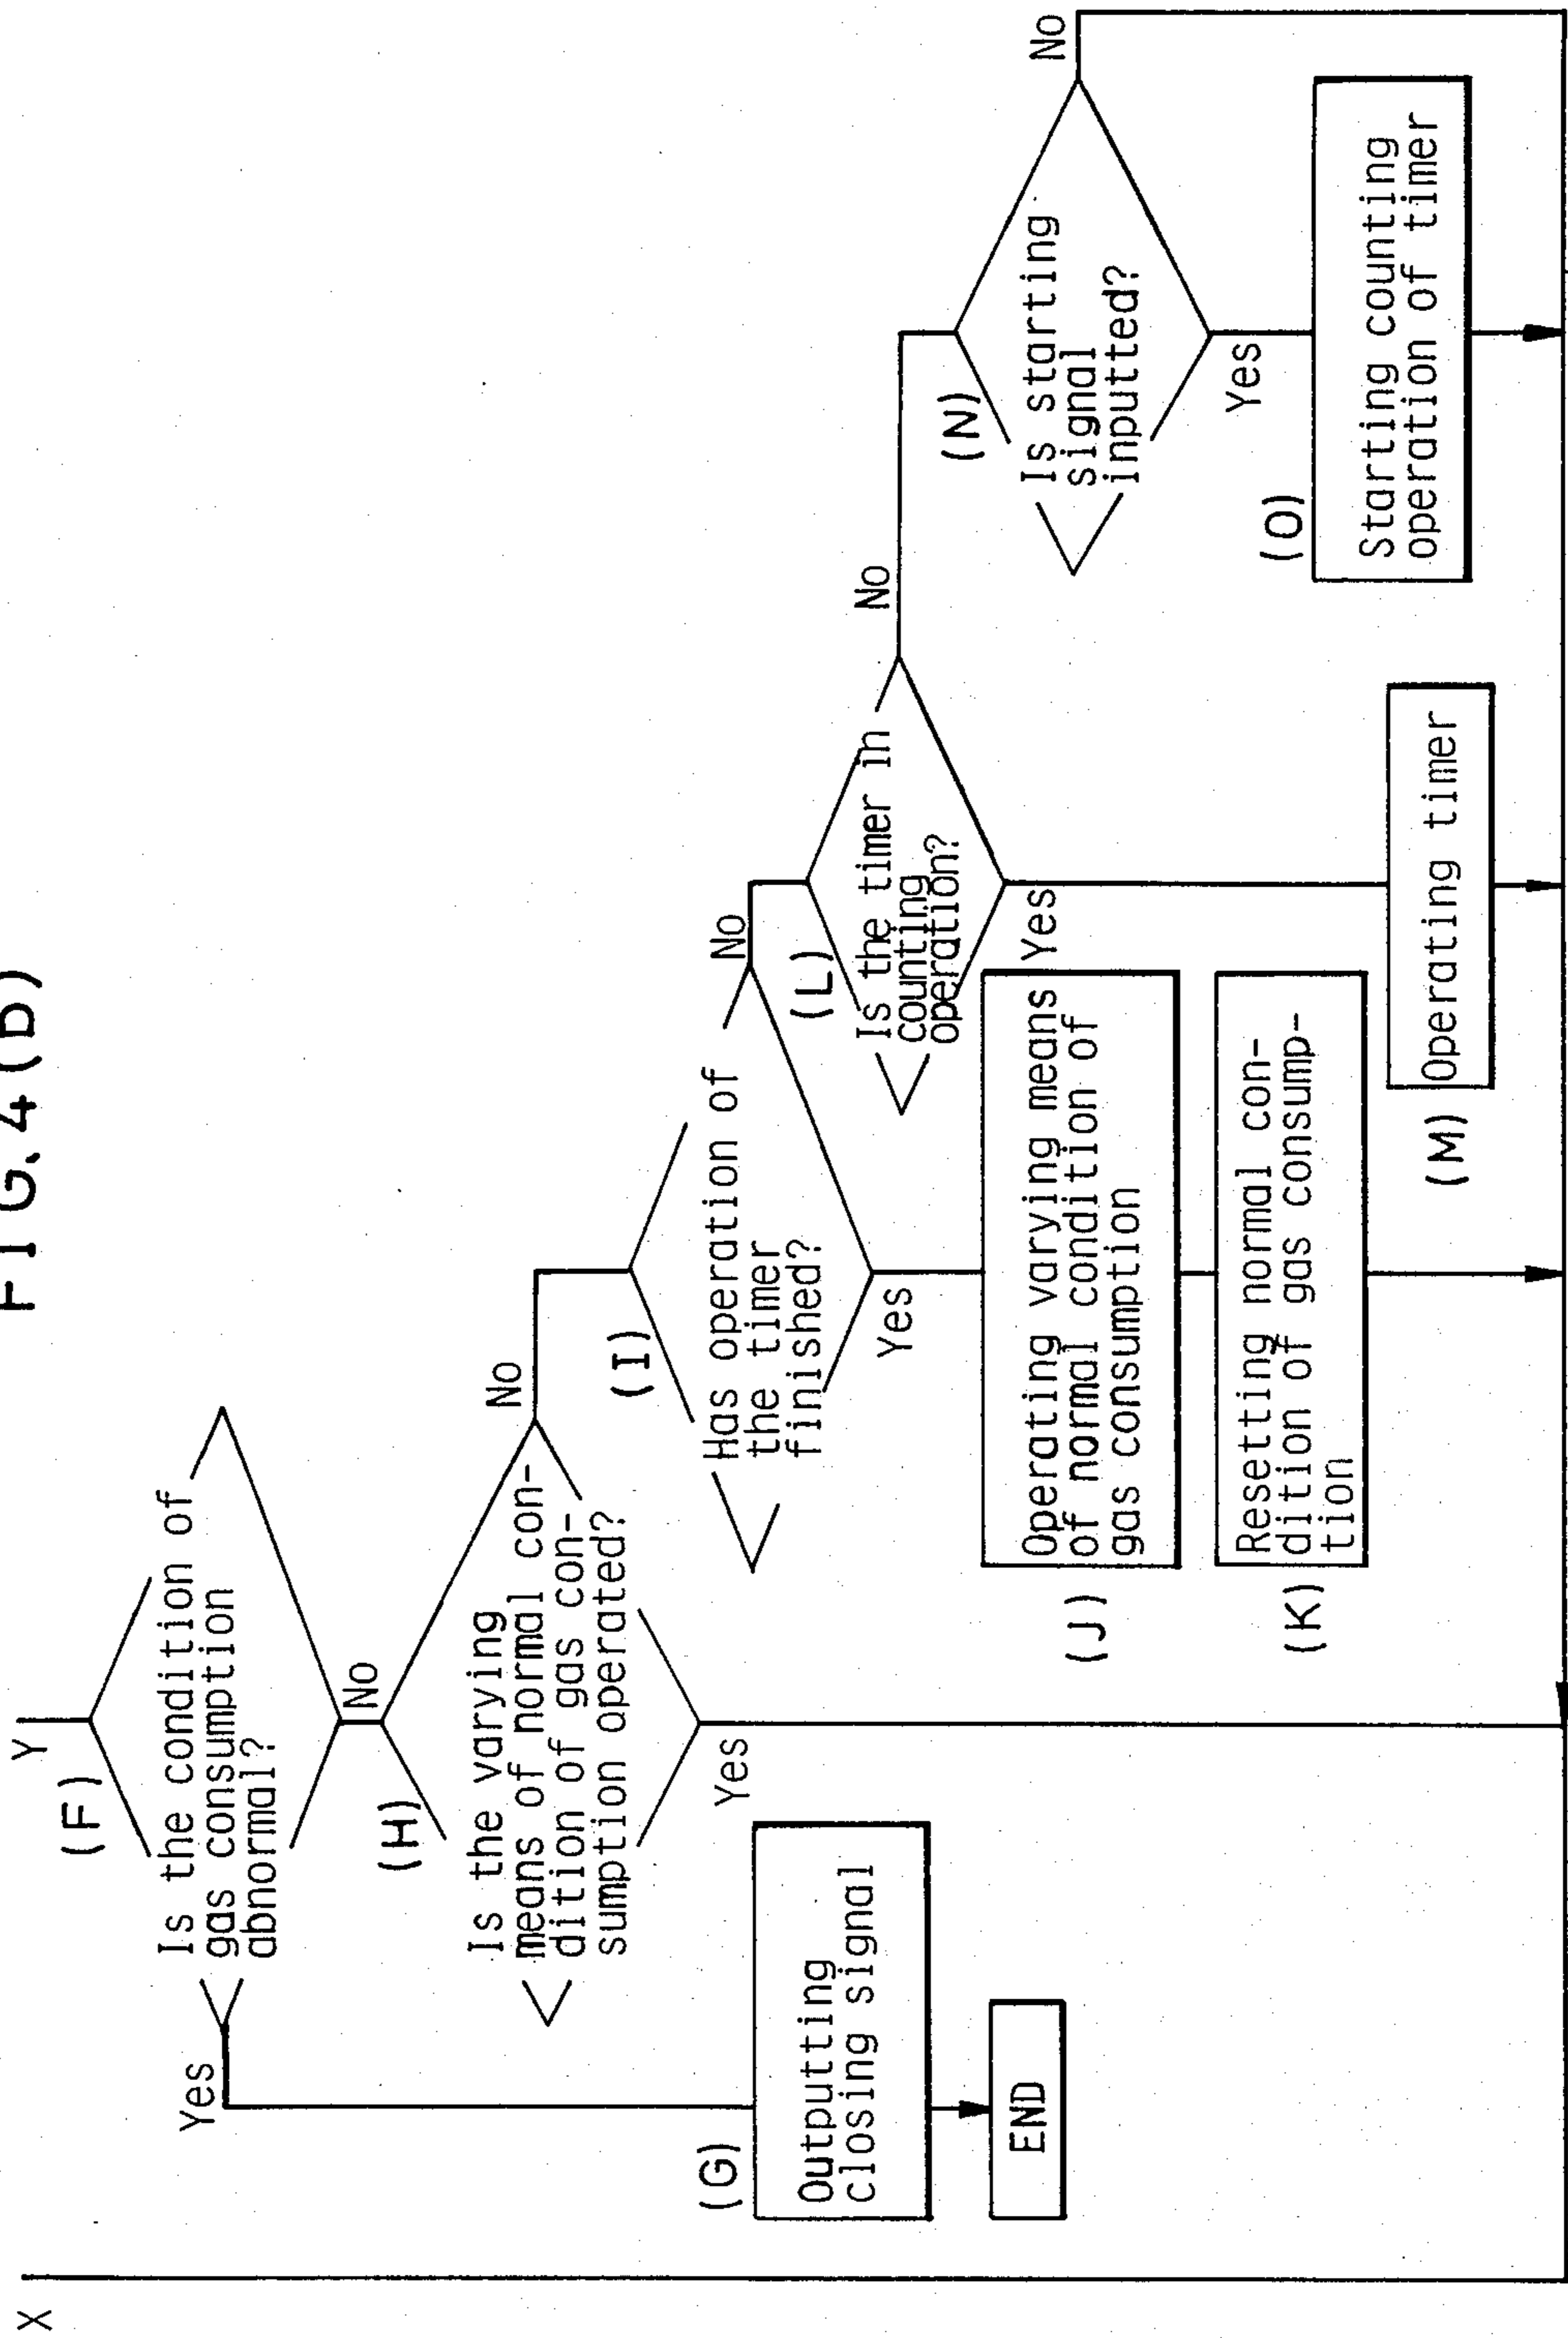 FIG. 4 (b)
X
Y
(F)
Is the condition of
gas consumption
abnormal?
Yes
No
(G)
Outputting
closing signal
END
(H)
Is the varying
means of normal con-
dition of gas con-
sumption operated?
No
Yes
(I)
Has operation of
the timer
finished?
No
Yes
(J)
Operating varying means
of normal condition of
gas consumption
(K)
Resetting normal con-
dition of gas consump-
tion
(L)
Is the timer in
counting
operation?
No
Yes
(M)
Operating timer
(N)
Is starting
signal
inputted?
No
Yes
(O)
Starting counting
operation of timer